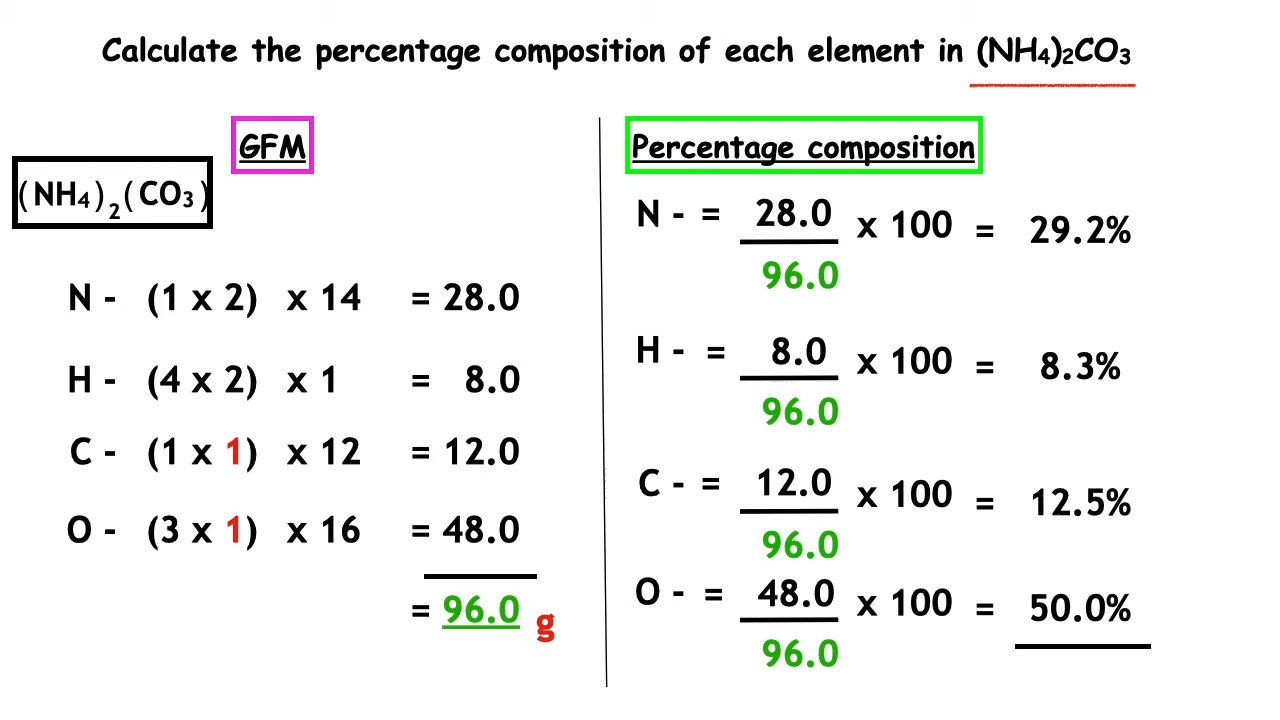 Calculate the percentage composition of each element in (NH₄)₂CO₃
GFM
(NH₄)₂(CO₃)
N - (1 x 2) x 14 = 28.0
H - (4 x 2) x 1 = 8.0
C - (1 x 1) x 12 = 12.0
O - (3 x 1) x 16 = 48.0
= 96.0 g
Percentage composition
N - = 28.0 x 100 = 29.2%
96.0
H - = 8.0 x 100 = 8.3%
96.0
C - = 12.0 x 100 = 12.5%
96.0
O - = 48.0 x 100 = 50.0%
96.0